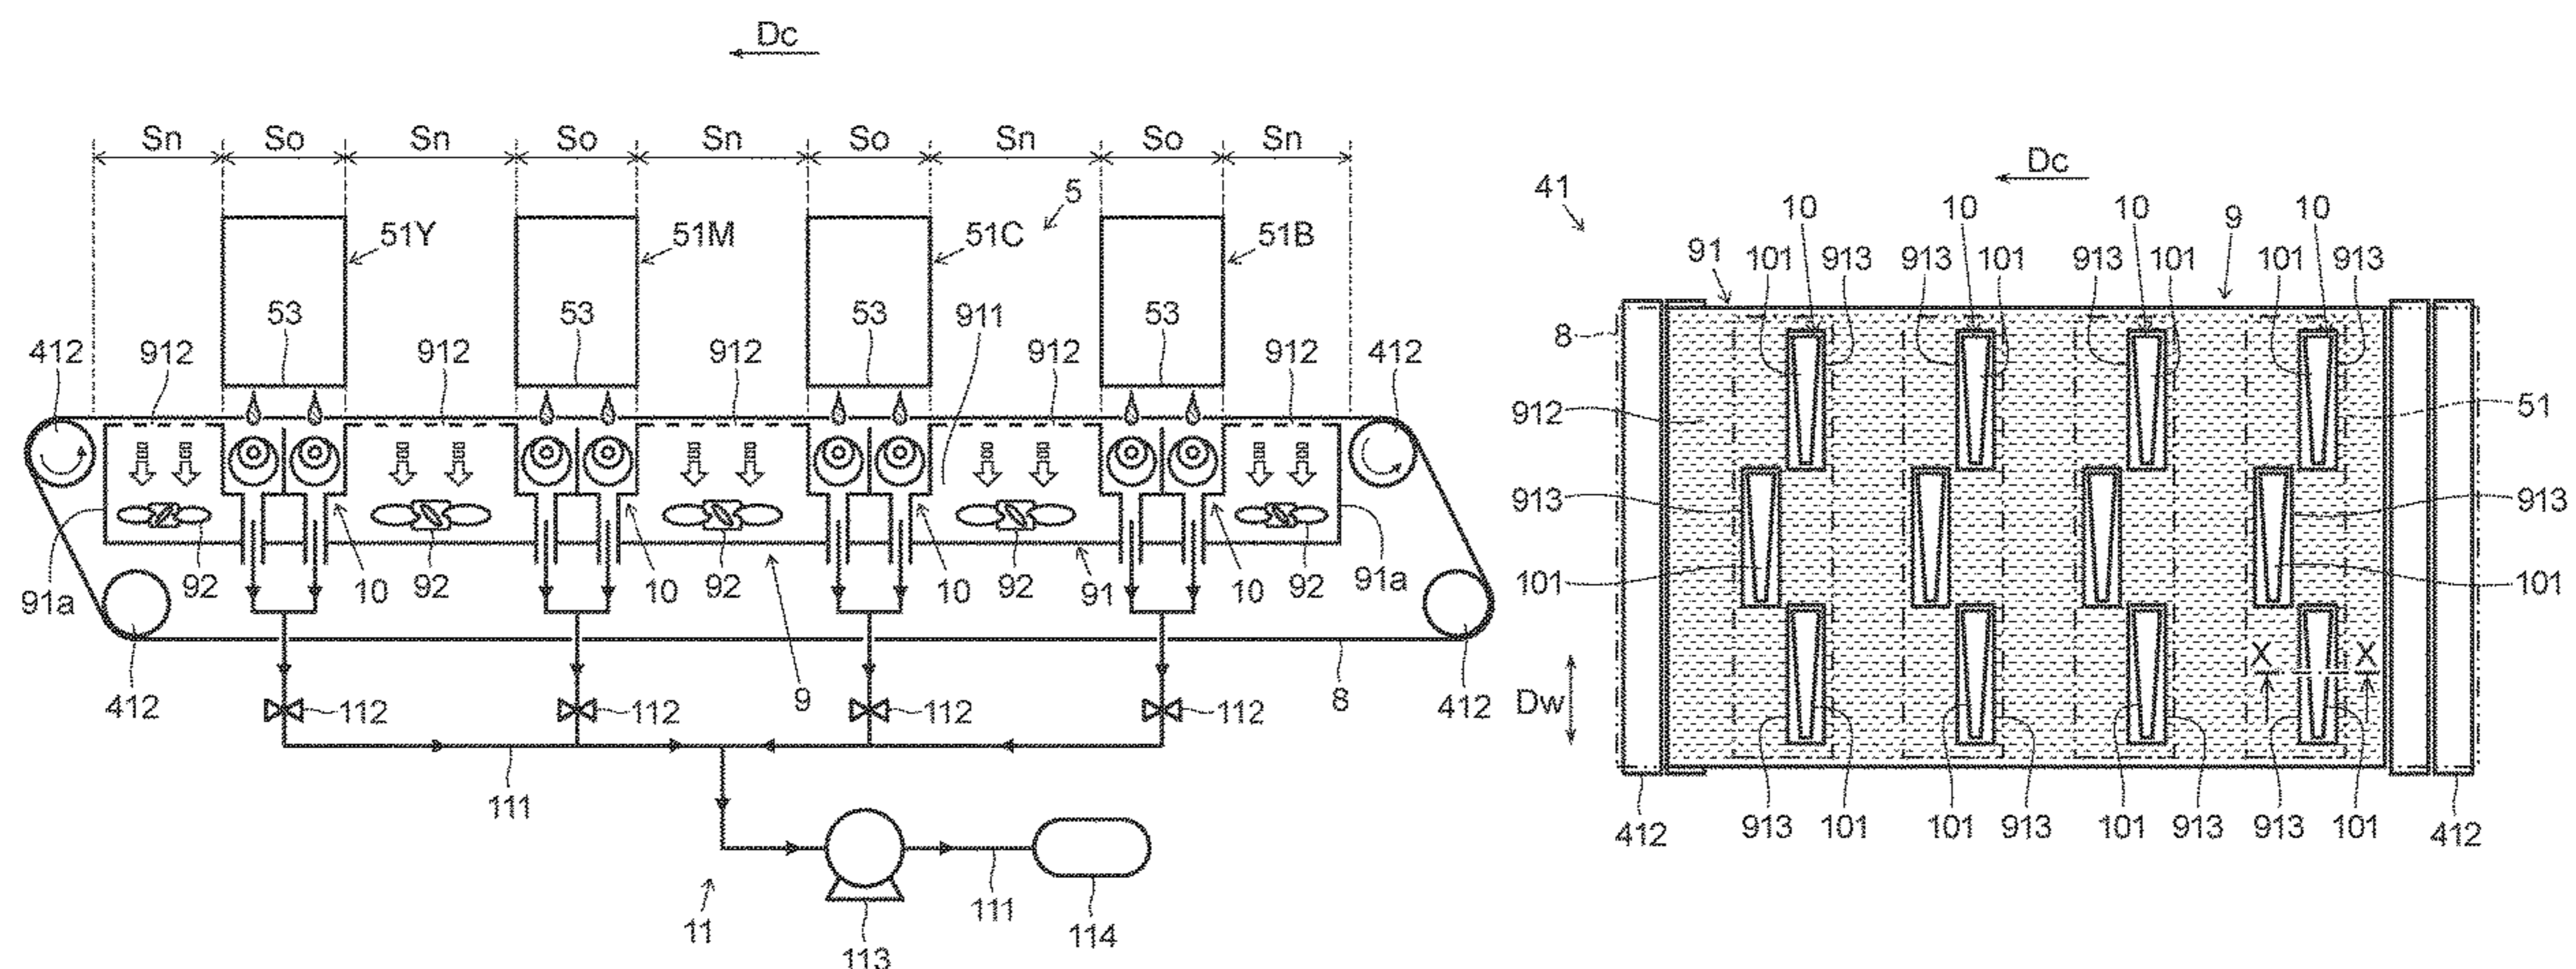 Dc
Sn So Sn So Sn So Sn So Sn
5
51Y 51M 51C 51B
53 53 53 911 53
412 912 912 912 912 912 412
91a 92 10 92 10 92 10 92 91 10 92 91a
412 112 112 9 112 112 8 412
111
11 113 111 114
Dc
41 10 10 10 9 10
91 101 913 913 101 913 101 101 913
8
912 51
913 913
101 101
X X
Dw
412 913 101 101 913 101 913 913 101 412